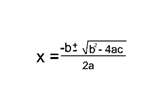 x = -b ± √b² - 4ac
2a